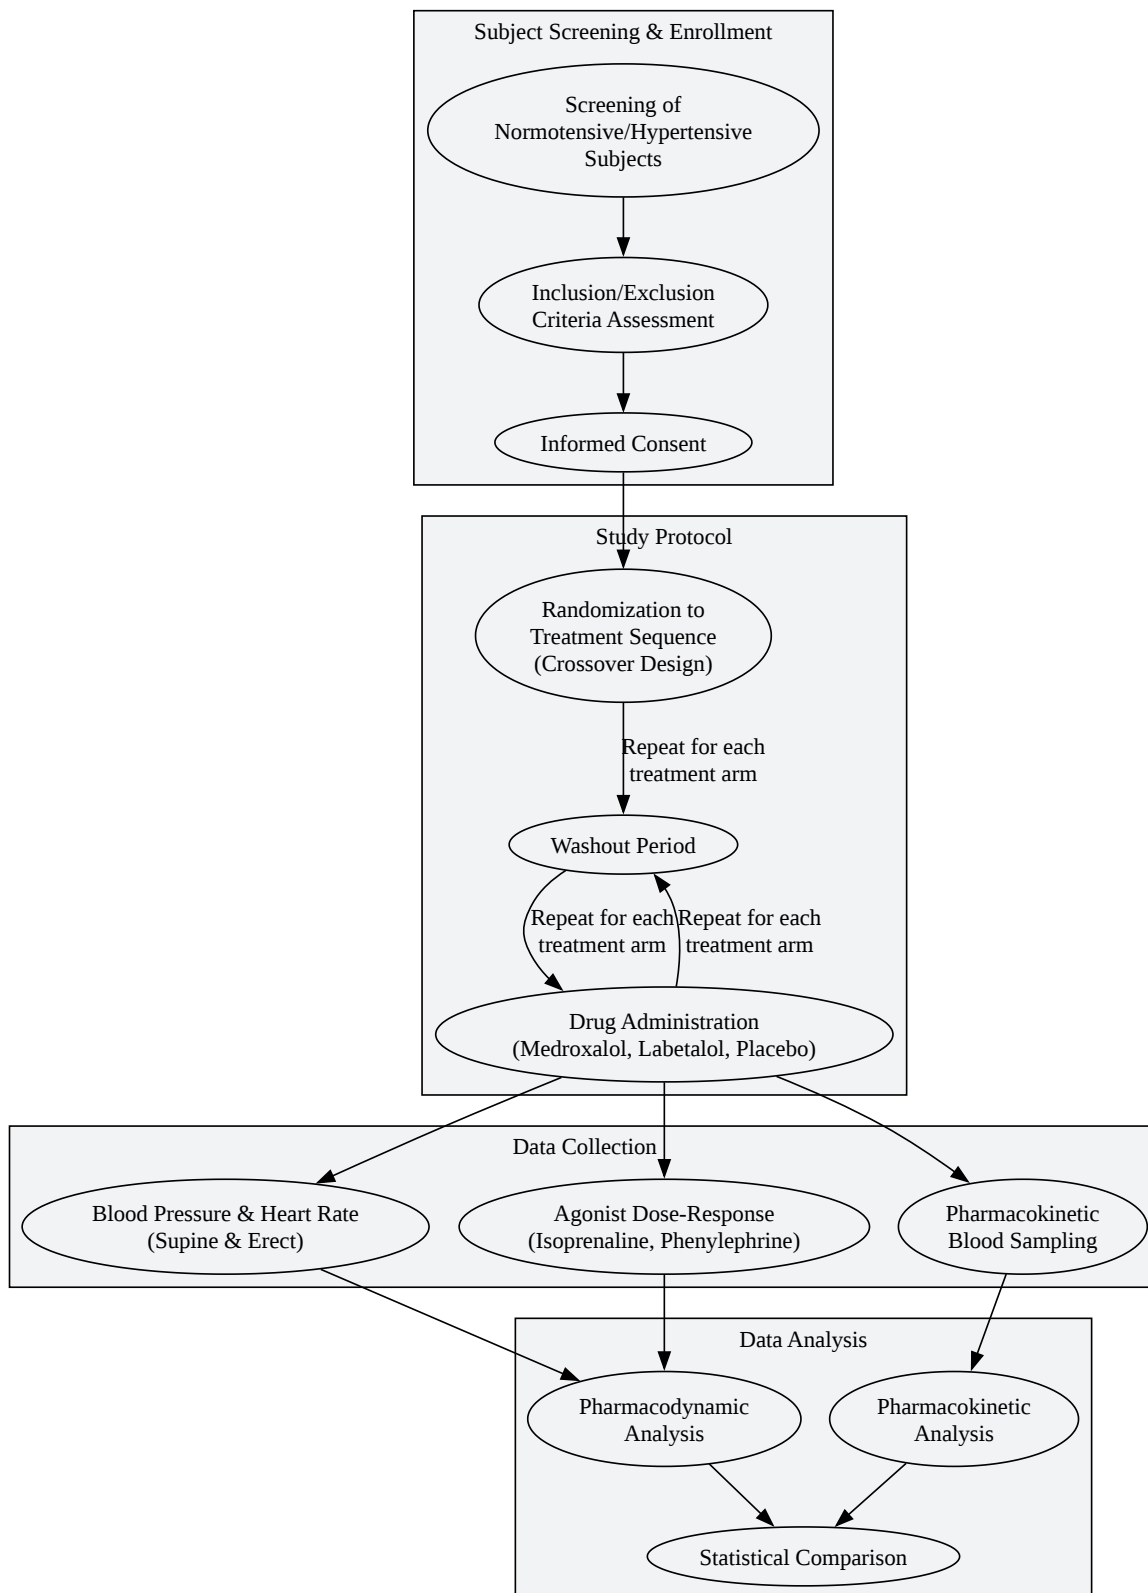 Subject Screening & Enrollment
Screening of
Normotensive/Hypertensive
Subjects
Inclusion/Exclusion
Criteria Assessment
Informed Consent
Study Protocol
Randomization to
Treatment Sequence
(Crossover Design)
Repeat for each
treatment arm
Washout Period
Repeat for each
treatment arm
Repeat for each
treatment arm
Drug Administration
(Medroxalol, Labetalol, Placebo)
Data Collection
Blood Pressure & Heart Rate
(Supine & Erect)
Agonist Dose-Response
(Isoprenaline, Phenylephrine)
Pharmacokinetic
Blood Sampling
Data Analysis
Pharmacodynamic
Analysis
Pharmacokinetic
Analysis
Statistical Comparison